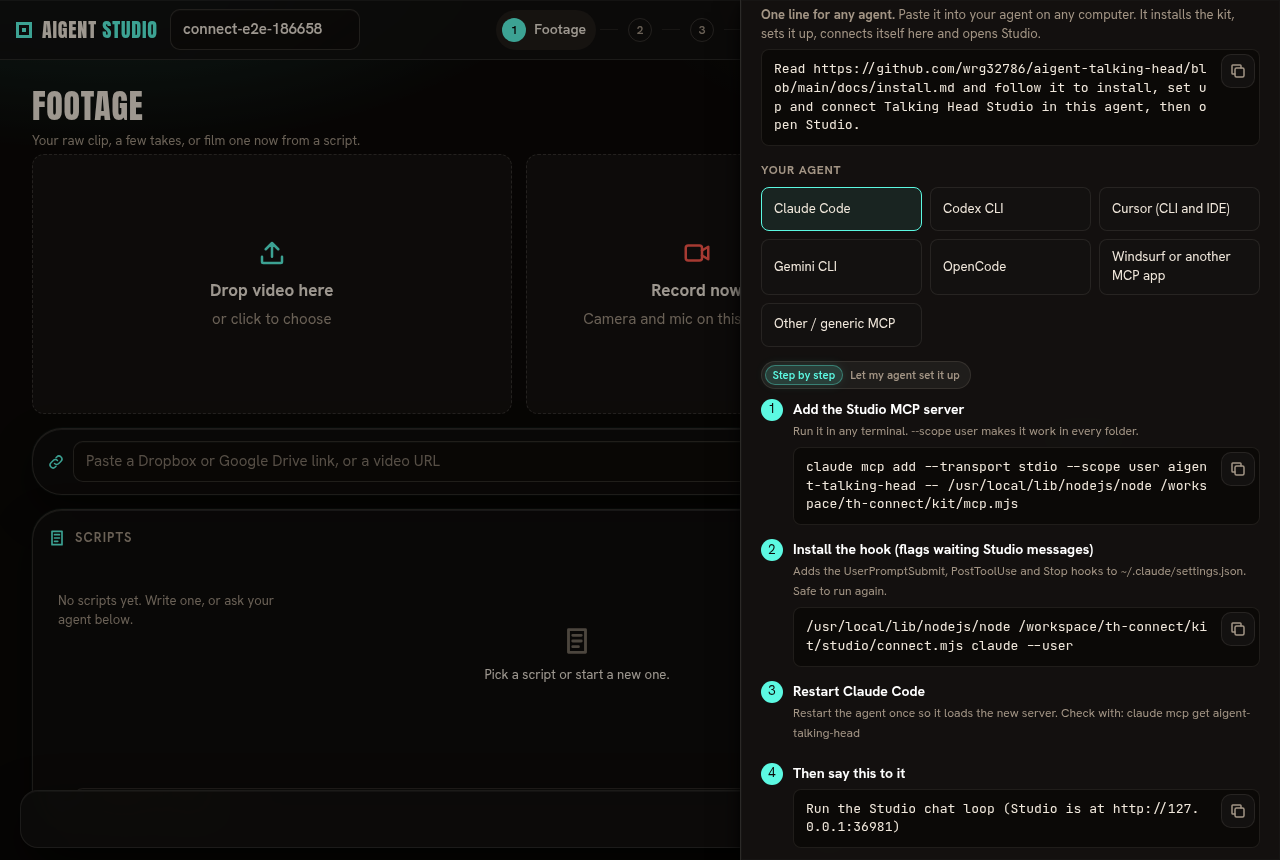 AIGENT STUDIO
connect-e2e-186658
1 Footage 2 3
FOOTAGE
Your raw clip, a few takes, or film one now from a script.
Drop video here
or click to choose
Record now
Camera and mic on this
Paste a Dropbox or Google Drive link, or a video URL
SCRIPTS
No scripts yet. Write one, or ask your
agent below.
Pick a script or start a new one.
One line for any agent. Paste it into your agent on any computer. It installs the kit,
sets it up, connects itself here and opens Studio.
Read https://github.com/wrg32786/aigent-talking-head/bl
ob/main/docs/install.md and follow it to install, set u
p and connect Talking Head Studio in this agent, then o
pen Studio.
YOUR AGENT
Claude Code
Codex CLI
Cursor (CLI and IDE)
Gemini CLI
OpenCode
Windsurf or another
MCP app
Other / generic MCP
Step by step
Let my agent set it up
1 Add the Studio MCP server
Run it in any terminal. --scope user makes it work in every folder.
claude mcp add --transport stdio --scope user aigen
t-talking-head -- /usr/local/lib/nodejs/node /works
pace/th-connect/kit/mcp.mjs
2 Install the hook (flags waiting Studio messages)
Adds the UserPromptSubmit, PostToolUse and Stop hooks to ~/.claude/settings.json.
Safe to run again.
/usr/local/lib/nodejs/node /workspace/th-connect/ki
t/studio/connect.mjs claude --user
3 Restart Claude Code
Restart the agent once so it loads the new server. Check with: claude mcp get aigent-
talking-head
4 Then say this to it
Run the Studio chat loop (Studio is at http://127.
0.0.1:36981)